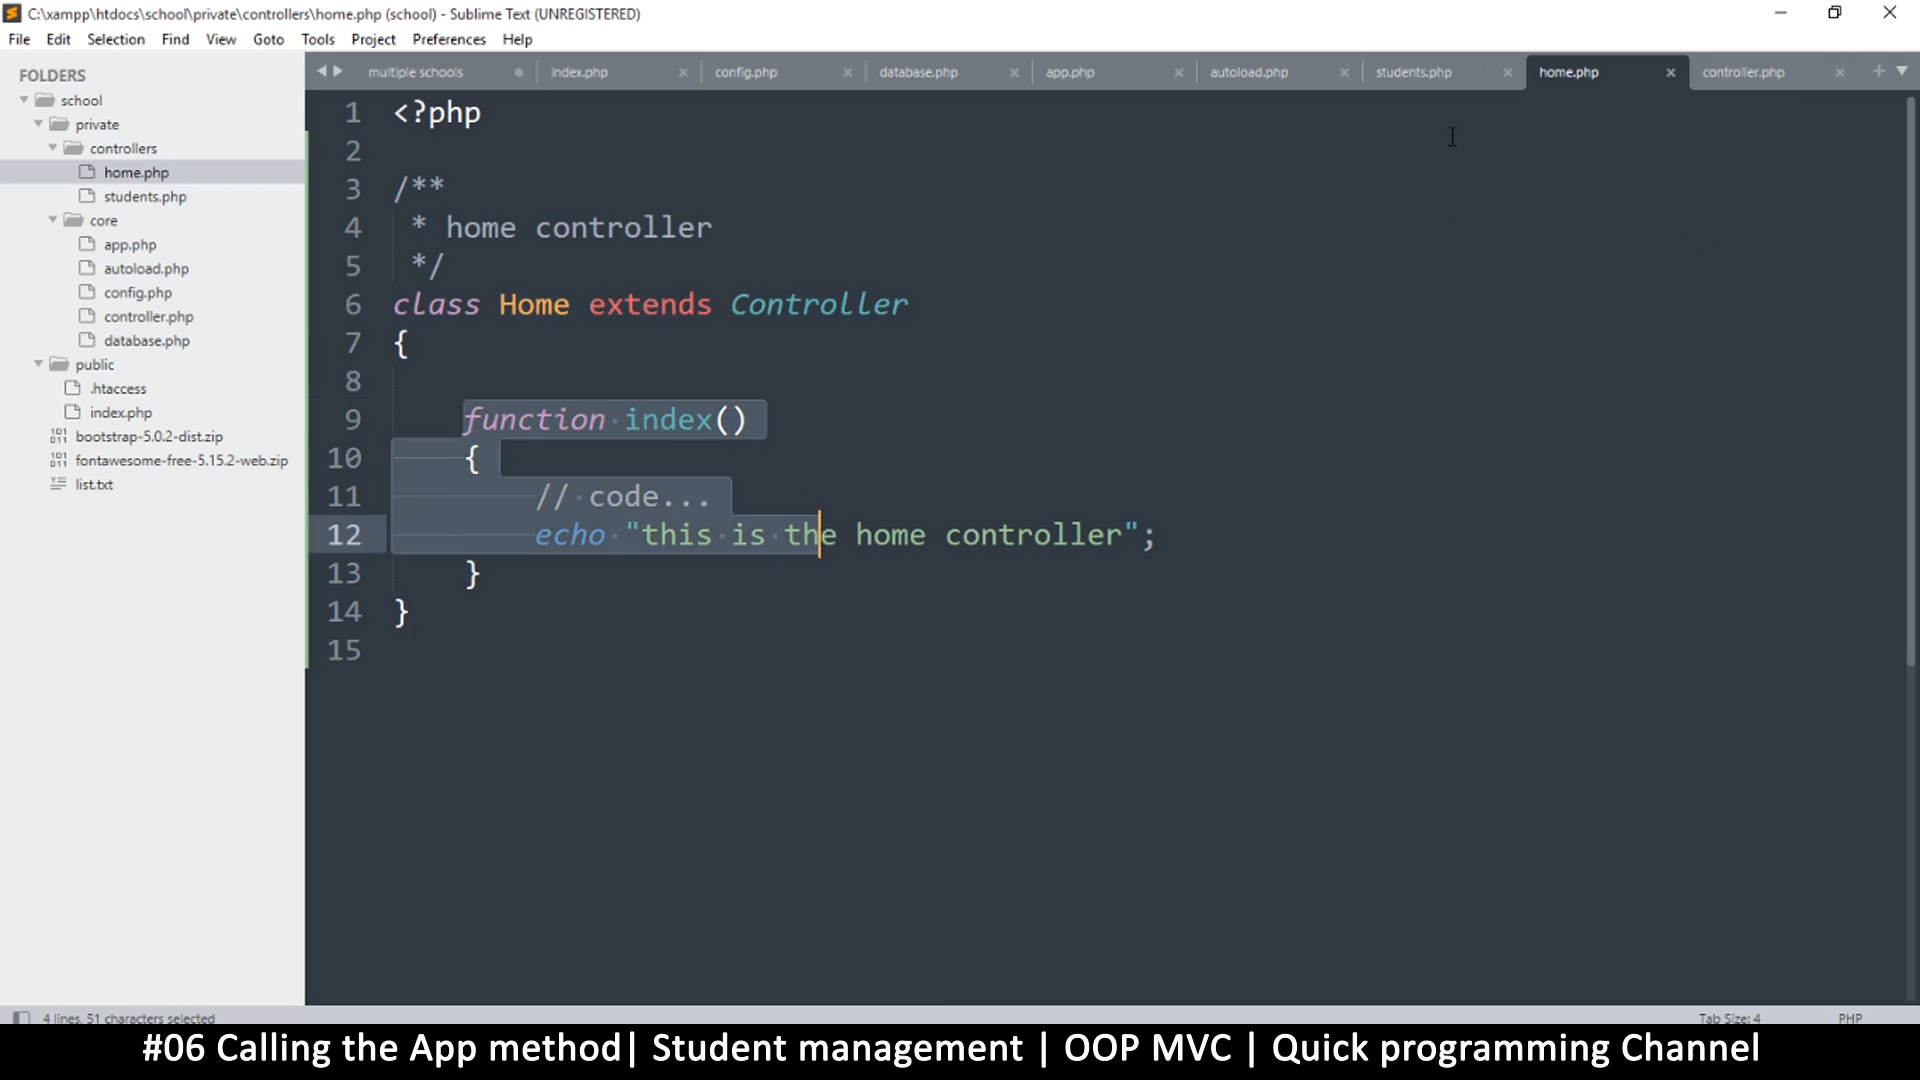 C:\xampp\htdocs\school\private\controllers\home.php (school) - Sublime Text (UNREGISTERED)
File Edit Selection Find View Goto Tools Project Preferences Help
FOLDERS
school
private
controllers
home.php
students.php
core
app.php
autoload.php
config.php
controller.php
database.php
public
.htaccess
index.php
bootstrap-5.0.2-dist.zip
fontawesome-free-5.15.2-web.zip
list.txt
multiple schools index.php config.php database.php app.php autoload.php students.php home.php controller.php
1 <?php
2
3 /**
4 * home controller
5 */
6 class Home extends Controller
7 {
8
9 function index()
10 {
11 // code...
12 echo "this is the home controller";
13 }
14 }
15
4 lines, 51 characters selected Tab Size: 4 PHP
#06 Calling the App method| Student management | OOP MVC | Quick programming Channel